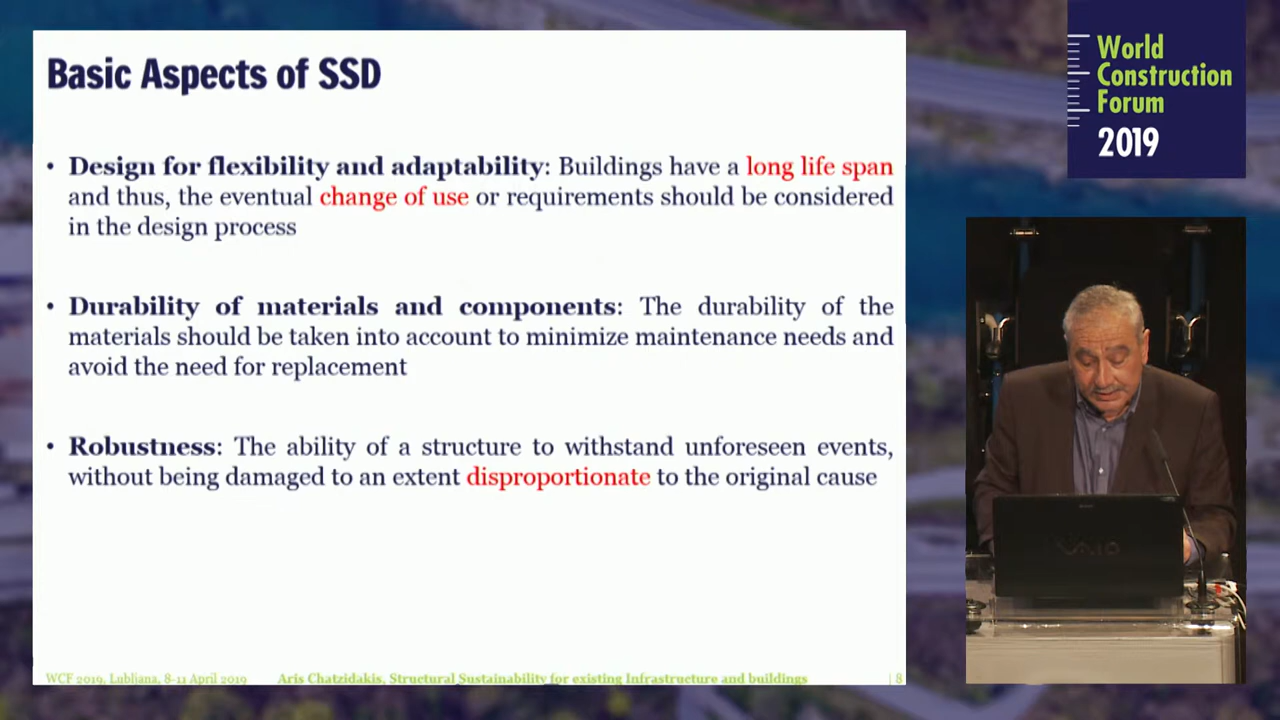 Basic Aspects of SSD
• Design for flexibility and adaptability: Buildings have a long life span
and thus, the eventual change of use or requirements should be considered
in the design process
• Durability of materials and components: The durability of the
materials should be taken into account to minimize maintenance needs and
avoid the need for replacement
• Robustness: The ability of a structure to withstand unforeseen events,
without being damaged to an extent disproportionate to the original cause
WCF 2019, Lubljana, 8-11 April 2019 Aris Chatzidakis, Structural Sustainability for existing Infrastructure and buildings | 8
World
Construction
Forum
2019
VAIO